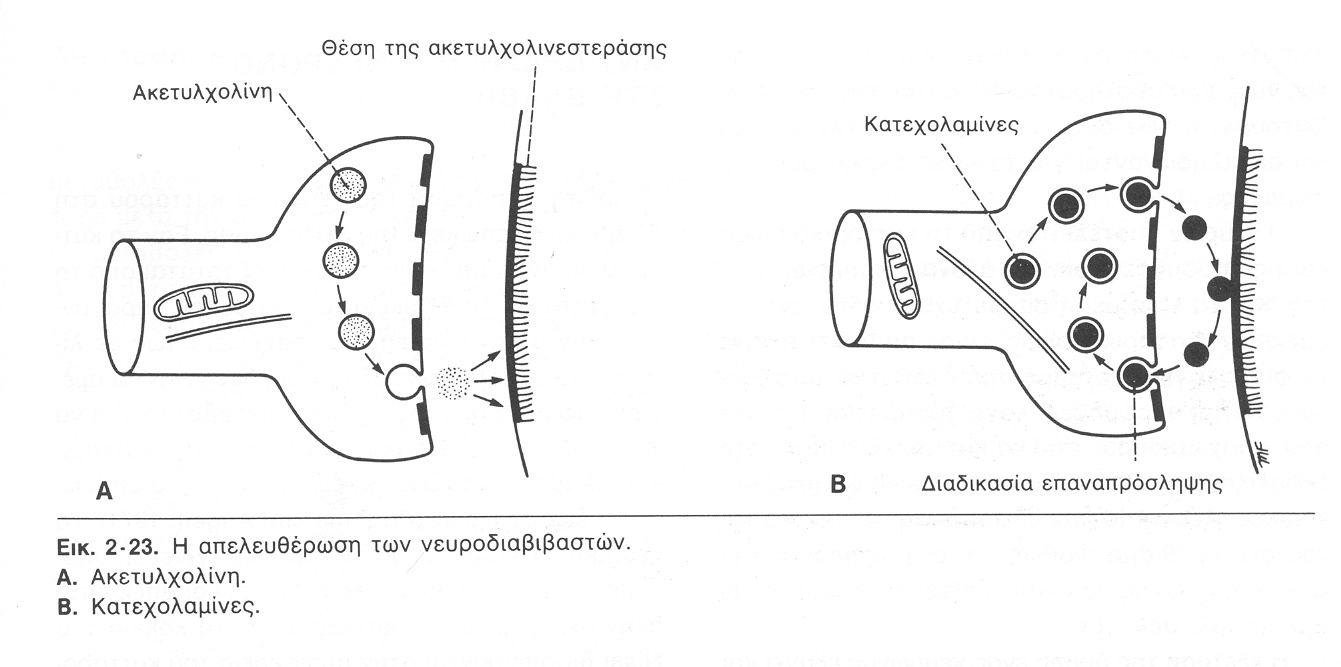 Θέση της ακετυλχολινεστεράσης
Ακετυλχολίνη
Κατεχολαμίνες
A
B
Διαδικασία επαναπρόσληψης
Εικ. 2-23. Η απελευθέρωση των νευροδιαβιβαστών.
Α. Ακετυλχολίνη.
Β. Κατεχολαμίνες.